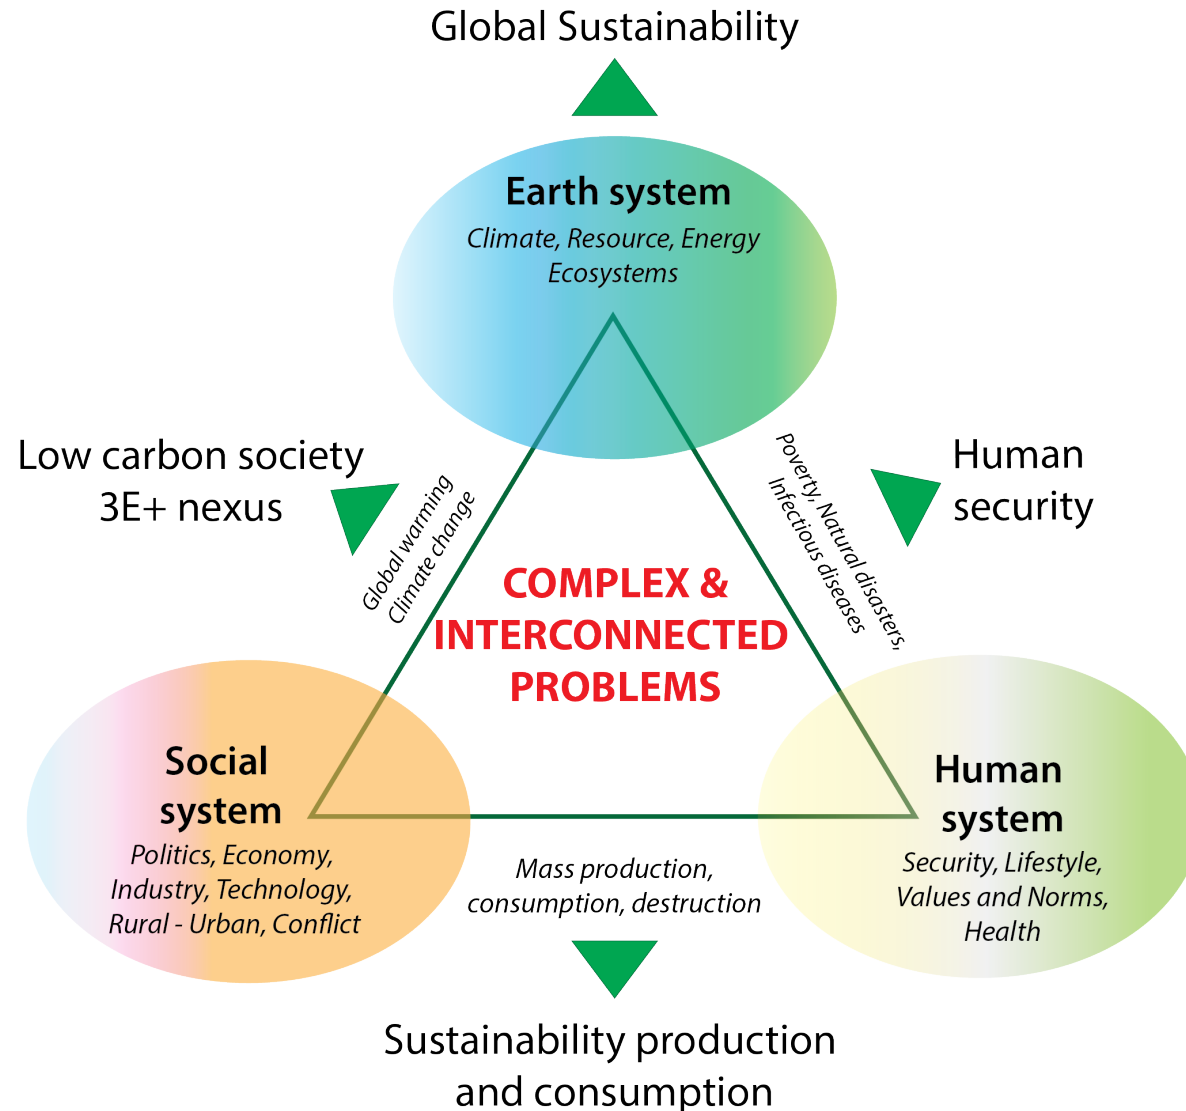 Global Sustainability
Earth system
Climate, Resource, Energy
Ecosystems
Low carbon society
3E+ nexus
Global warming
Climate change
Poverty, Natural disasters,
Infectious diseases
Human
security
COMPLEX &
INTERCONNECTED
PROBLEMS
Social
system
Politics, Economy,
Industry, Technology,
Rural - Urban, Conflict
Human
system
Security, Lifestyle,
Values and Norms,
Health
Mass production,
consumption, destruction
Sustainability production
and consumption